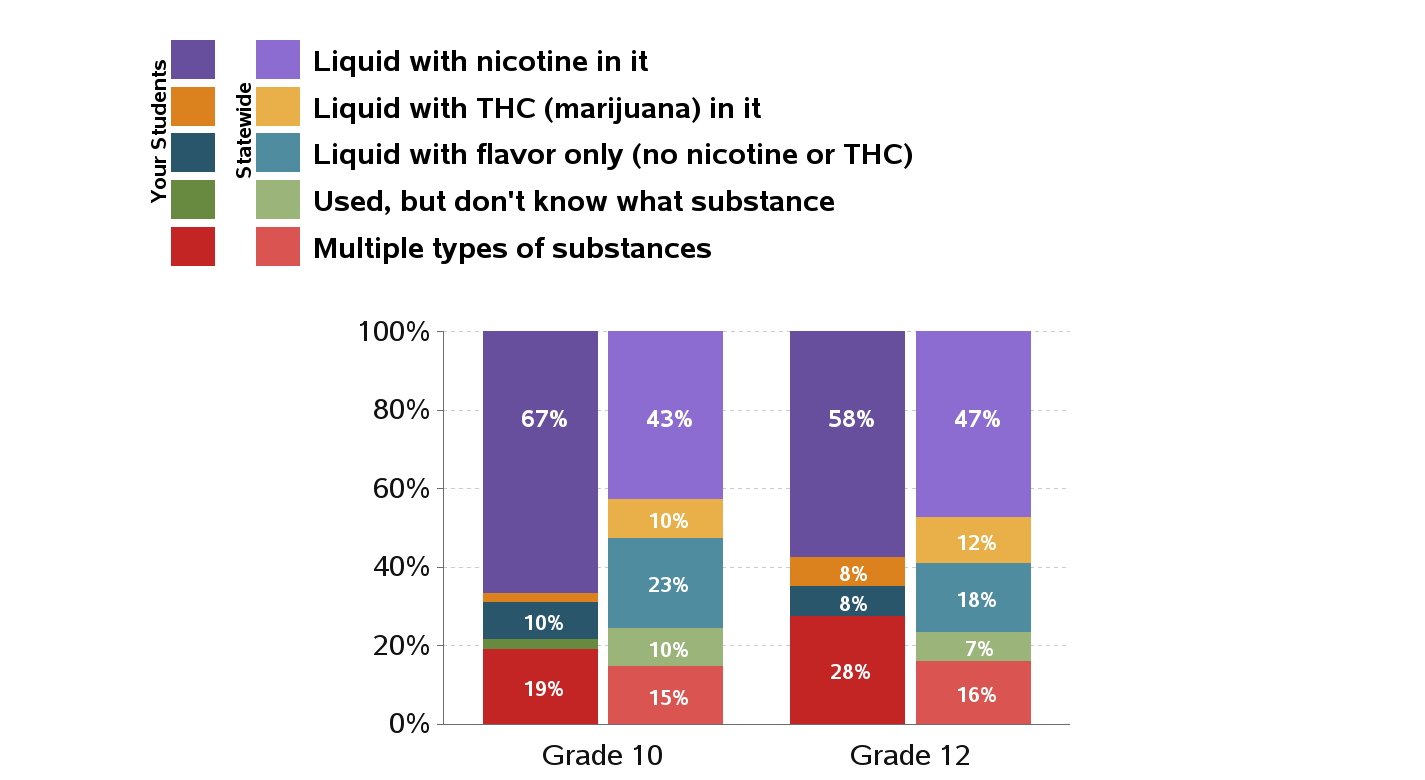 Your Students
Statewide
Liquid with nicotine in it
Liquid with THC (marijuana) in it
Liquid with flavor only (no nicotine or THC)
Used, but don't know what substance
Multiple types of substances
100%
80%
60%
40%
20%
0%
67%
10%
19%
43%
10%
23%
10%
15%
58%
8%
8%
28%
47%
12%
18%
7%
16%
Grade 10
Grade 12